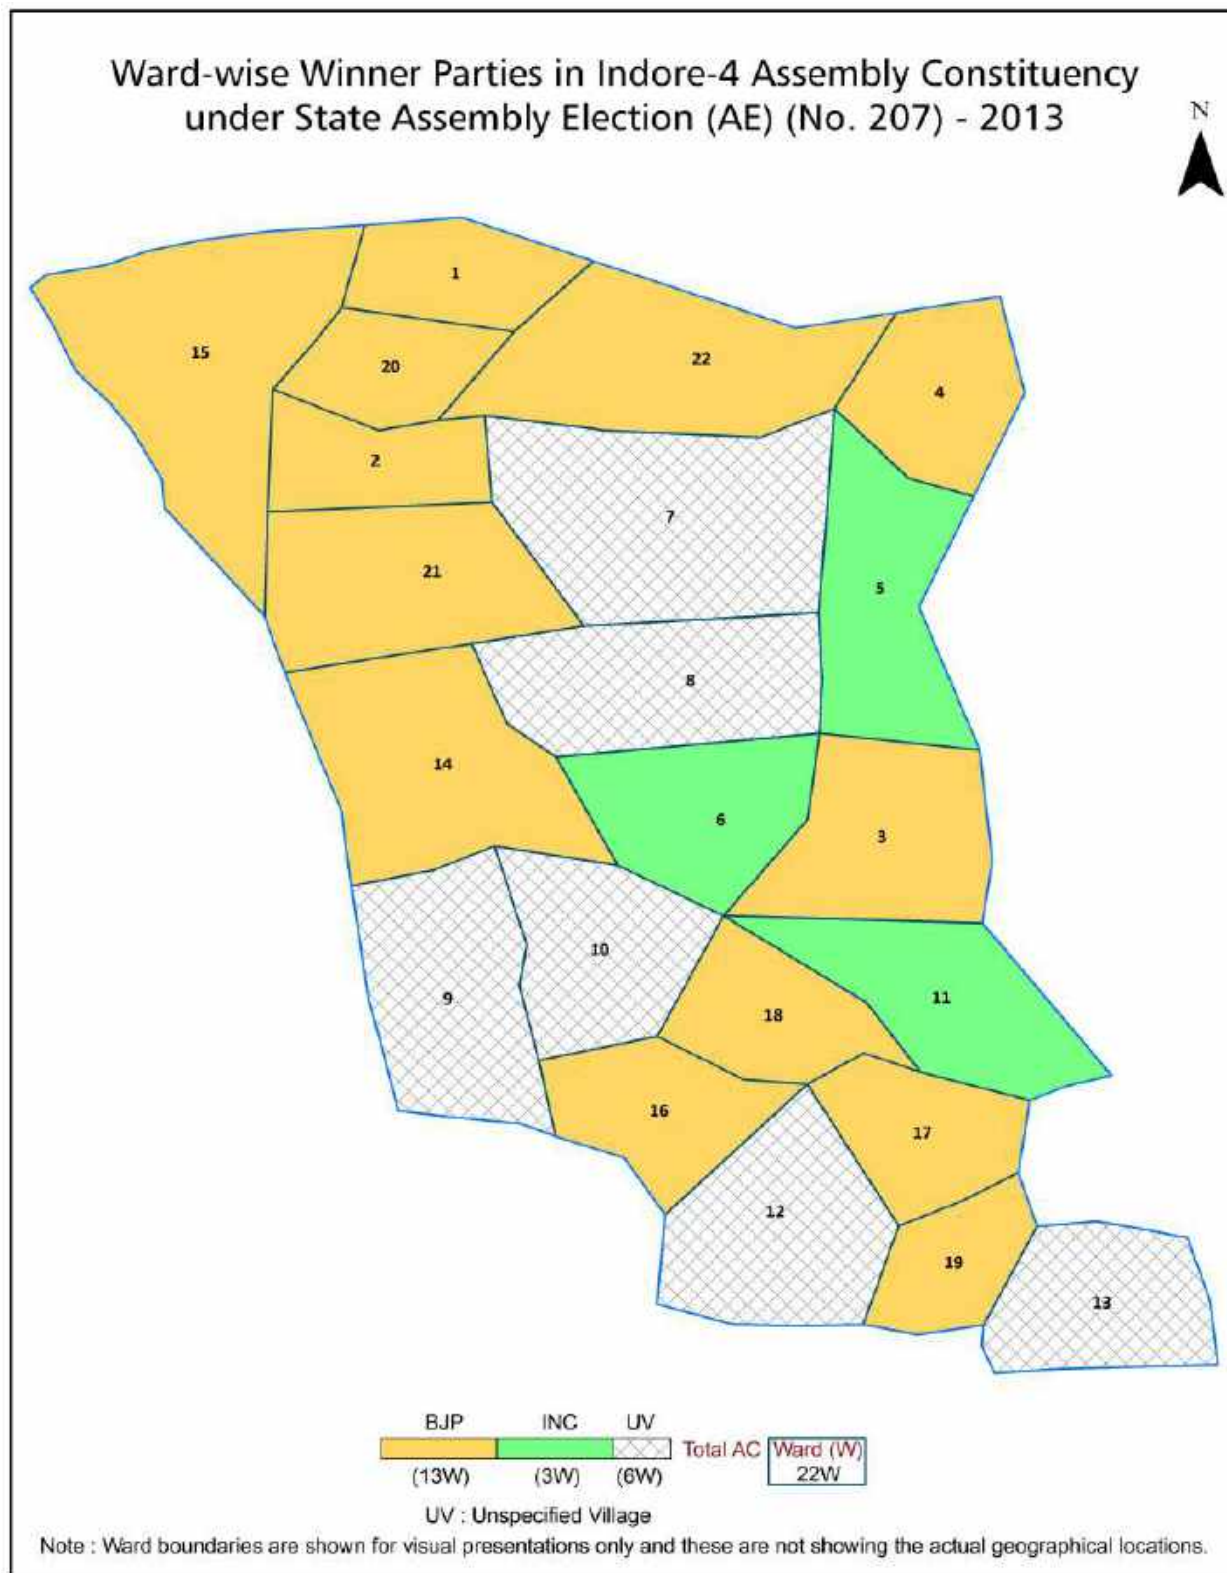 Ward-wise Winner Parties in Indore-4 Assembly Constituency
under State Assembly Election (AE) (No. 207) - 2013
N
1
15
20
22
4
2
7
21
5
8
14
6
3
10
9
11
18
16
17
12
19
13
BJP INC UV
Total AC Ward (W)
(13W) (3W) (6W) 22W
UV : Unspecified Village
Note : Ward boundaries are shown for visual presentations only and these are not showing the actual geographical locations.